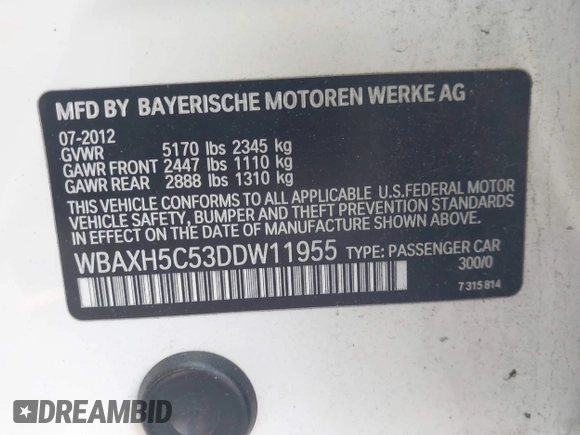 MFD BY BAYERISCHE MOTOREN WERKE AG
07-2012
GVWR 5170 lbs 2345 kg
GAWR FRONT 2447 lbs 1110 kg
GAWR REAR 2888 lbs 1310 kg
THIS VEHICLE CONFORMS TO ALL APPLICABLE U.S.FEDERAL MOTOR
VEHICLE SAFETY, BUMPER AND THEFT PREVENTION STANDARDS
IN EFFECT ON THE DATE OF MANUFACTURE SHOWN ABOVE.
WBAXH5C53DDW11955 TYPE: PASSENGER CAR
300/0
7 315 814
DREAMBID